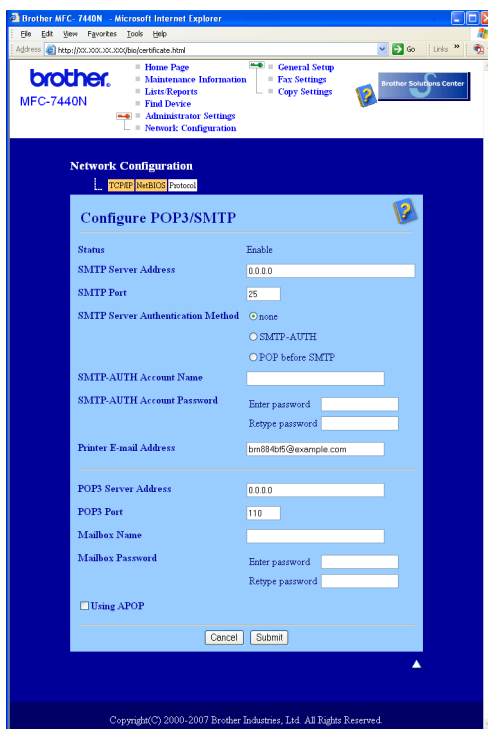 Brother MFC- 7440N - Microsoft Internet Explorer
File Edit View Favorites Tools Help
Address http://XX.XXX.XX.XXX/bio/certificate.html Go Links »
brother.
MFC-7440N
Home Page
Maintenance Information
Lists/Reports
Find Device
Administrator Settings
Network Configuration
General Setup
Fax Settings
Copy Settings
Brother Solutions Center
Network Configuration
TCP/IP NetBIOS Protocol
Configure POP3/SMTP
Status Enable
SMTP Server Address 0.0.0.0
SMTP Port 25
SMTP Server Authentication Method none
SMTP-AUTH
POP before SMTP
SMTP-AUTH Account Name
SMTP-AUTH Account Password Enter password
Retype password
Printer E-mail Address brn884bf5@example.com
POP3 Server Address 0.0.0.0
POP3 Port 110
Mailbox Name
Mailbox Password Enter password
Retype password
Using APOP
Cancel Submit
Copyright(C) 2000-2007 Brother Industries, Ltd. All Rights Reserved.